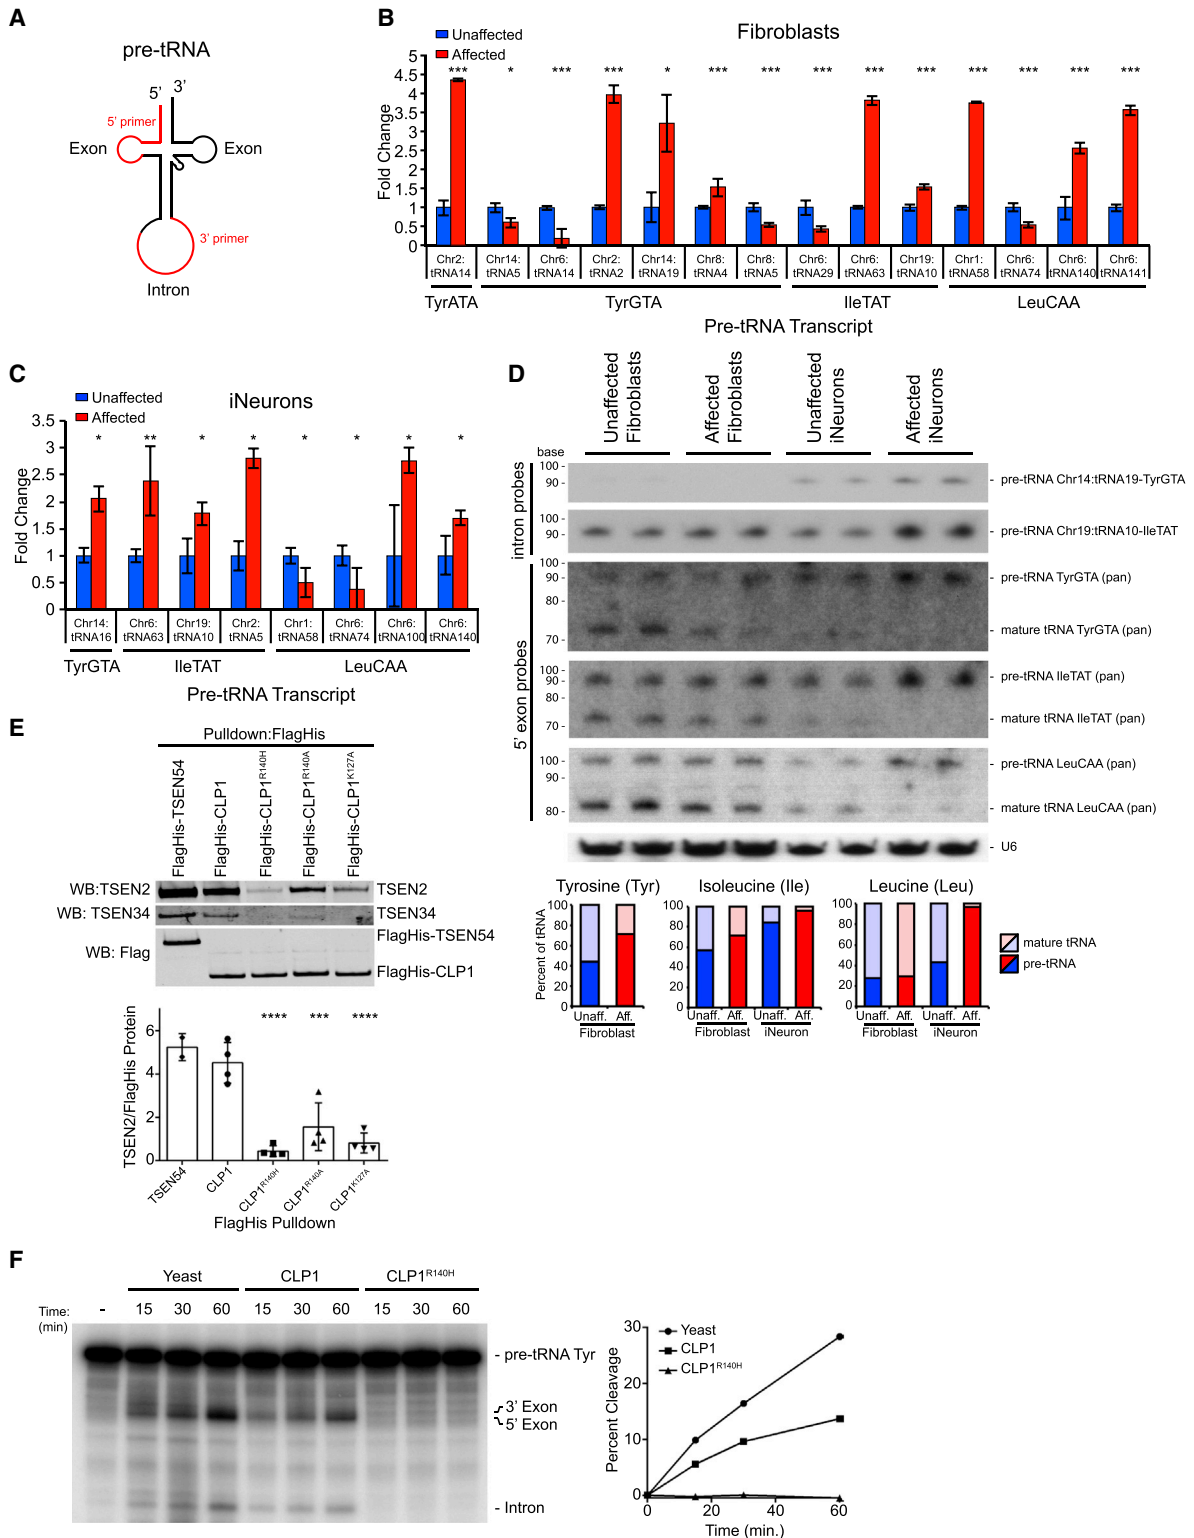 A
pre-tRNA
5’
3’
5’ primer
Exon
Exon
3’ primer
Intron
B
Fibroblasts
Unaffected
Affected
Fold Change
5
4.5
4
3.5
3
2.5
2
1.5
1
0.5
0
*** * *** *** * *** *** *** *** *** *** *** *** ***
Chr2: Chr14: Chr6: Chr2: Chr14: Chr8: Chr8: Chr6: Chr6: Chr19: Chr1: Chr6: Chr6: Chr6:
tRNA14 tRNA5 tRNA14 tRNA2 tRNA19 tRNA4 tRNA5 tRNA29 tRNA63 tRNA10 tRNA58 tRNA74 tRNA140 tRNA141
TyrATA TyrGTA IleTAT LeuCAA
Pre-tRNA Transcript
C
iNeurons
Unaffected
Affected
Fold Change
3.5
3
2.5
2
1.5
1
0.5
0
* ** * * * * * *
Chr14: Chr6: Chr19: Chr2: Chr1: Chr6: Chr6: Chr6:
tRNA16 tRNA63 tRNA10 tRNA5 tRNA58 tRNA74 tRNA100 tRNA140
TyrGTA IleTAT LeuCAA
Pre-tRNA Transcript
D
Unaffected Fibroblasts
Affected Fibroblasts
Unaffected iNeurons
Affected iNeurons
base
intron probes
100 -
90 -
- pre-tRNA Chr14:tRNA19-TyrGTA
100 -
90 -
- pre-tRNA Chr19:tRNA10-IleTAT
5’ exon probes
100 -
90 -
80 -
70 -
- pre-tRNA TyrGTA (pan)
- mature tRNA TyrGTA (pan)
100 -
90 -
80 -
70 -
- pre-tRNA IleTAT (pan)
- mature tRNA IleTAT (pan)
100 -
90 -
80 -
- pre-tRNA LeuCAA (pan)
- mature tRNA LeuCAA (pan)
- U6
Tyrosine (Tyr)
Isoleucine (Ile)
Leucine (Leu)
Percent of tRNA
100
80
60
40
20
0
Unaff. Aff.
Fibroblast
100
80
60
40
20
0
Unaff. Aff. Unaff. Aff.
Fibroblast iNeuron
100
80
60
40
20
0
Unaff. Aff. Unaff. Aff.
Fibroblast iNeuron
mature tRNA
pre-tRNA
E
Pulldown:FlagHis
FlagHis-TSEN54
FlagHis-CLP1
FlagHis-CLP1R140H
FlagHis-CLP1R140A
FlagHis-CLP1K127A
WB:TSEN2
TSEN2
WB: TSEN34
TSEN34
WB: Flag
FlagHis-TSEN54
FlagHis-CLP1
TSEN2/FlagHis Protein
6
4
2
0
**** *** ****
TSEN54
CLP1
CLP1R140H
CLP1R140A
CLP1K127A
FlagHis Pulldown
F
Yeast CLP1 CLP1R140H
Time: - 15 30 60 15 30 60 15 30 60
(min)
- pre-tRNA Tyr
3’ Exon
5’ Exon
- Intron
Percent Cleavage
30
20
10
0
Yeast
CLP1
CLP1R140H
0 20 40 60
Time (min.)